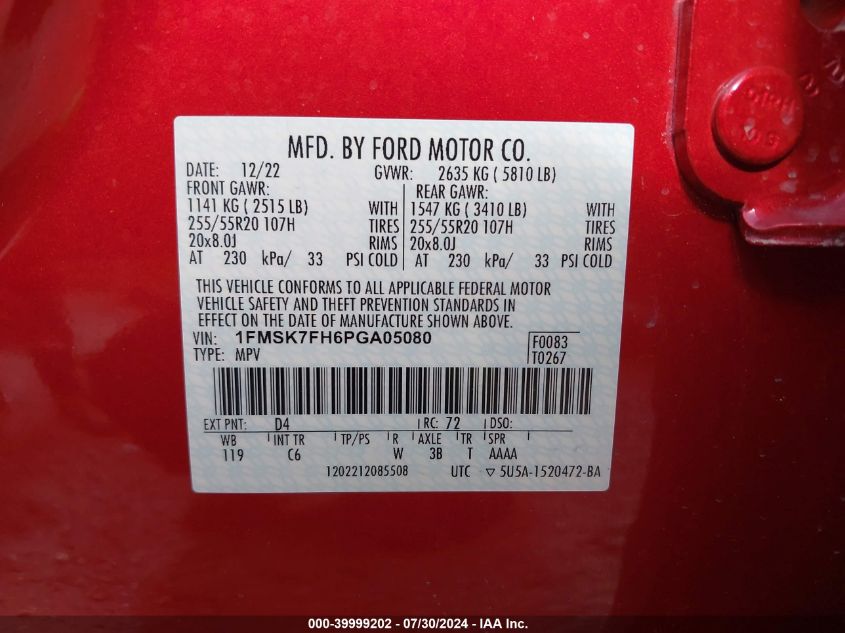 MFD. BY FORD MOTOR CO.
DATE: 12/22 GVWR: 2635 KG ( 5810 LB)
FRONT GAWR: REAR GAWR:
1141 KG ( 2515 LB) WITH 1547 KG ( 3410 LB) WITH
255/55R20 107H TIRES 255/55R20 107H TIRES
20x8.0J RIMS 20x8.0J RIMS
AT 230 kPa/ 33 PSI COLD AT 230 kPa/ 33 PSI COLD
THIS VEHICLE CONFORMS TO ALL APPLICABLE FEDERAL MOTOR
VEHICLE SAFETY AND THEFT PREVENTION STANDARDS IN
EFFECT ON THE DATE OF MANUFACTURE SHOWN ABOVE.
VIN: 1FMSK7FH6PGA05080 F0083
TYPE: MPV T0267
EXT PNT: D4 RC: 72 DSO:
WB INT TR TP/PS R AXLE TR SPR
119 C6 W 3B T AAAA
1202212085508 UTC ▽ 5U5A-1520472-BA
000-39999202 - 07/30/2024 - IAA Inc.